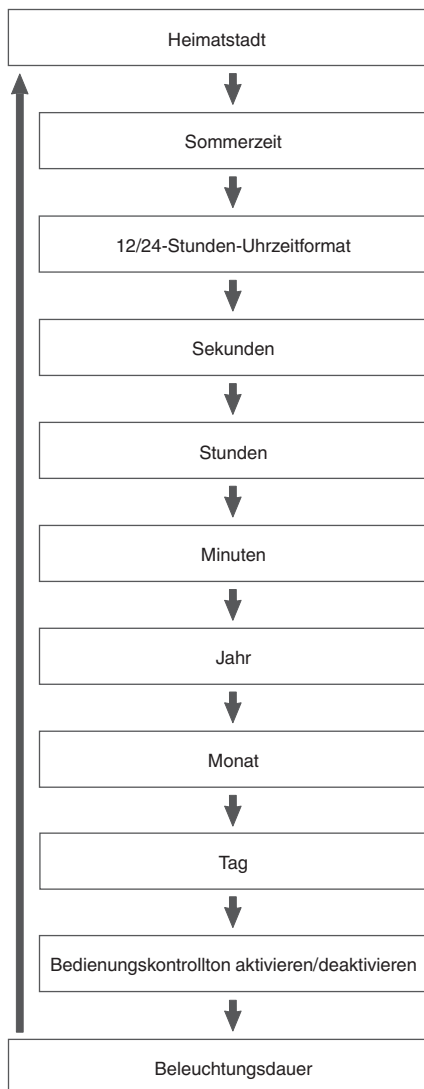 Heimatstadt
Sommerzeit
12/24-Stunden-Uhrzeitformat
Sekunden
Stunden
Minuten
Jahr
Monat
Tag
Bedienungskontrollton aktivieren/deaktivieren
Beleuchtungsdauer